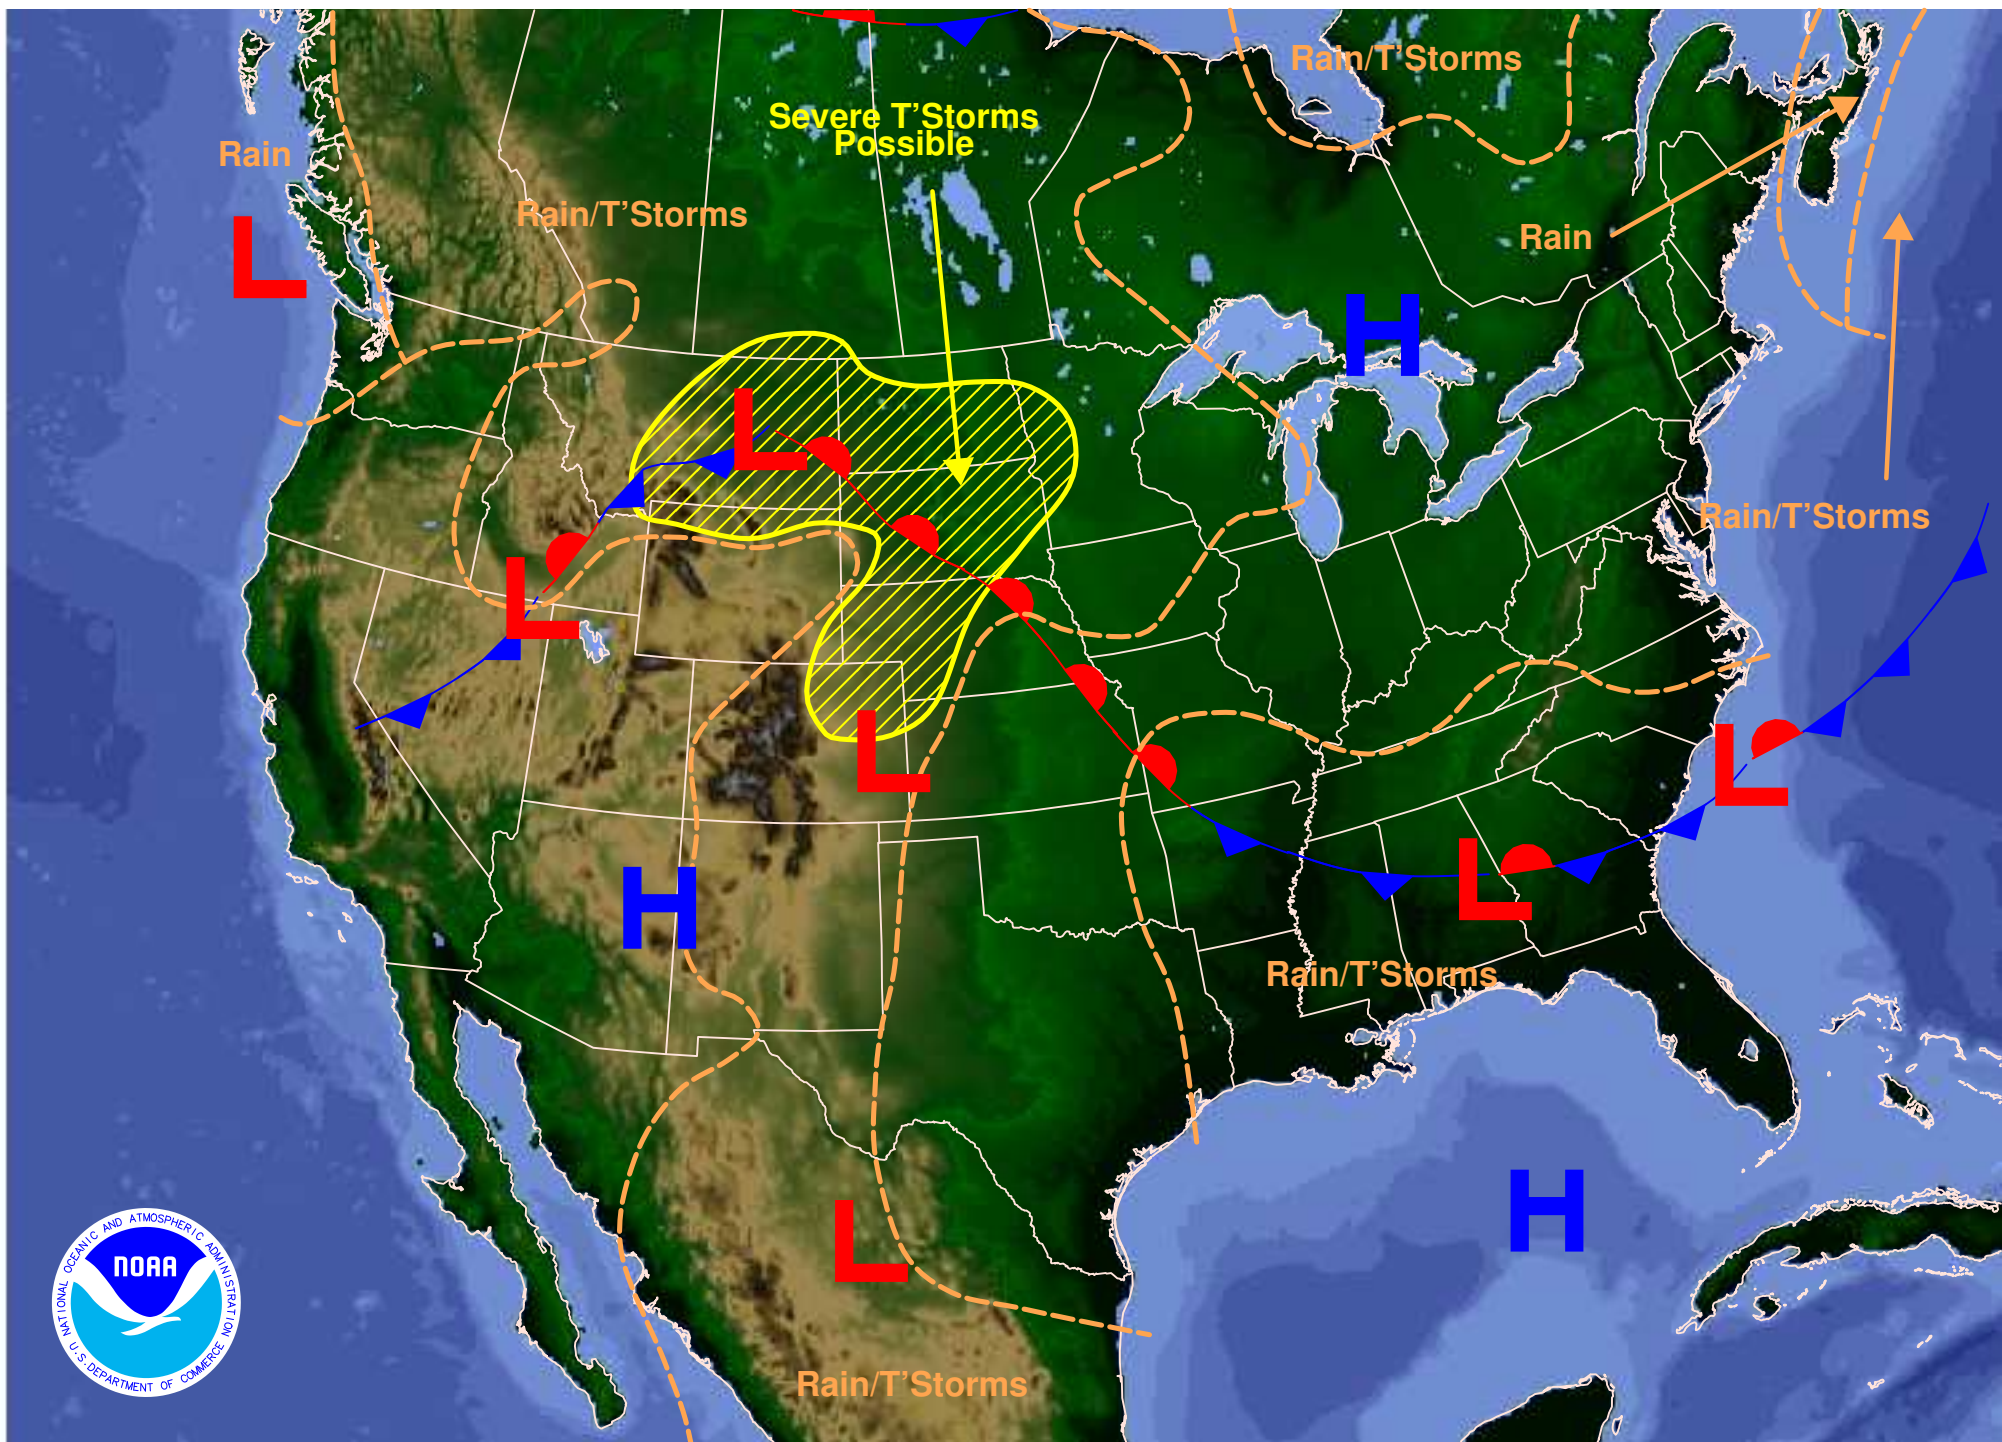 Rain/T'Storms
Severe T'Storms
Possible
Rain
Rain/T'Storms
Rain
L
H
L
Rain/T'Storms
L
L
L
L
H
Rain/T'Storms
H
L
Rain/T'Storms
NATIONAL OCEANIC AND ATMOSPHERIC ADMINISTRATION
NOAA
U.S. DEPARTMENT OF COMMERCE